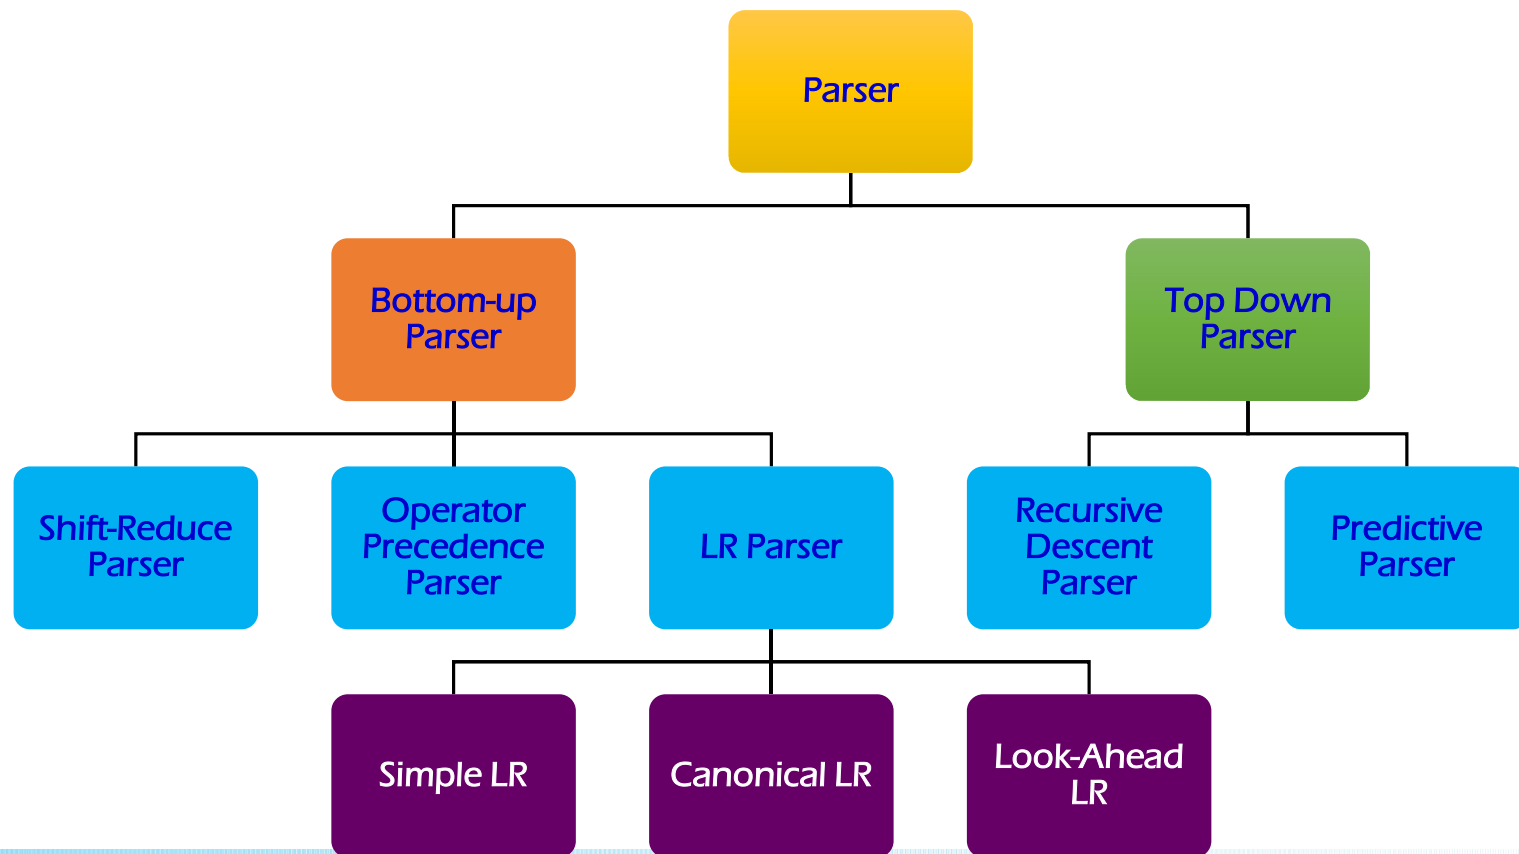 Parser
Bottom-up
Parser
Top Down
Parser
Shift-Reduce
Parser
Operator
Precedence
Parser
LR Parser
Recursive
Descent
Parser
Predictive
Parser
Simple LR
Canonical LR
Look-Ahead
LR